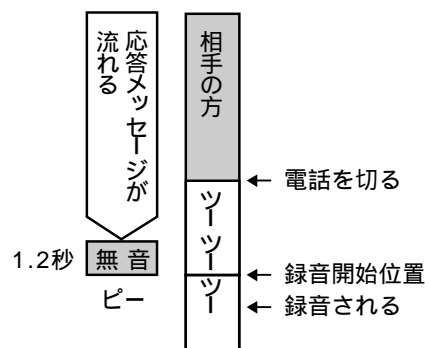 応答メッセージが
流れる
相手の方
電話を切る
ツー ツー
1.2秒
無音
ピー
録音開始位置
ツー
録音される